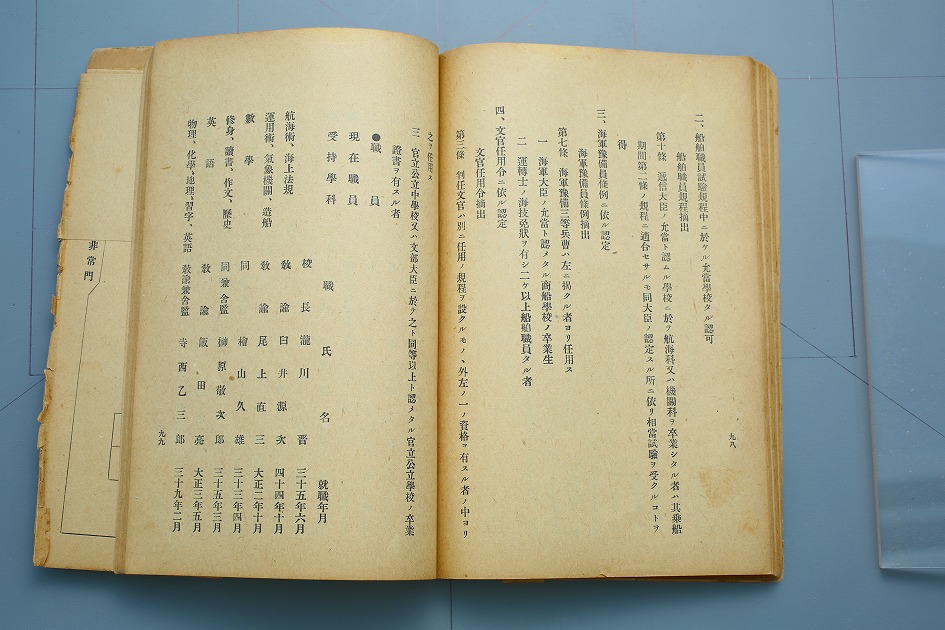 二、船舶職員試驗規程中ニ於ケル允當學校タル認可
船舶職員規程摘出
第十條 遞信大臣ノ允當ト認ムル學校ニ於テ航海科又ハ機關科ヲ卒業シタル者ハ其乘船
期間第二條ノ規程ニ適合セサルモ同大臣ノ認定スル所ニ依リ相當試驗ヲ受クルコトヲ
得
三、海軍豫備員條例ニ依ル認定
海軍豫備員條例摘出
第七條 海軍豫備三等兵曹ハ左ニ揭クル者ヨリ任用ス
一 海軍大臣ノ允當ト認メタル商船學校ノ卒業生
二 運轉士ノ海技免狀ヲ有シ二ケ以上船舶職員タル者
四、文官任用令ニ依ル認定
文官任用令摘出
第三條 判任文官ハ別ニ任用ノ規程ヲ設クルモノヽ外左ノ一ノ資格ヲ有スル者ノ中ヨリ
九八
之ヲ任用ス
三 官立公立中學校又ハ文部大臣ニ於テ之ト同等以上ト認メタル官立公立學校ノ卒業
證書ヲ有スル者
●職員
現在職員
受持學科 職氏名 就職年月
校長 瀧川晋 三十五年六月
航海術、海上法規 教諭 臼井源次 四十四年十月
運用術、氣象機關、造船 教諭 尾上直三 大正二年十月
數學 同 檜山久雄 三十三年四月
修身、讀書、作文、歷史 同兼舍監 榊原徵次郎 三十五年三月
英語 教諭 飯田亮 大正三年五月
物理、化學、地理、習字、英語 教諭兼舍監 寺西乙三郎 三十九年二月
九九
非常門